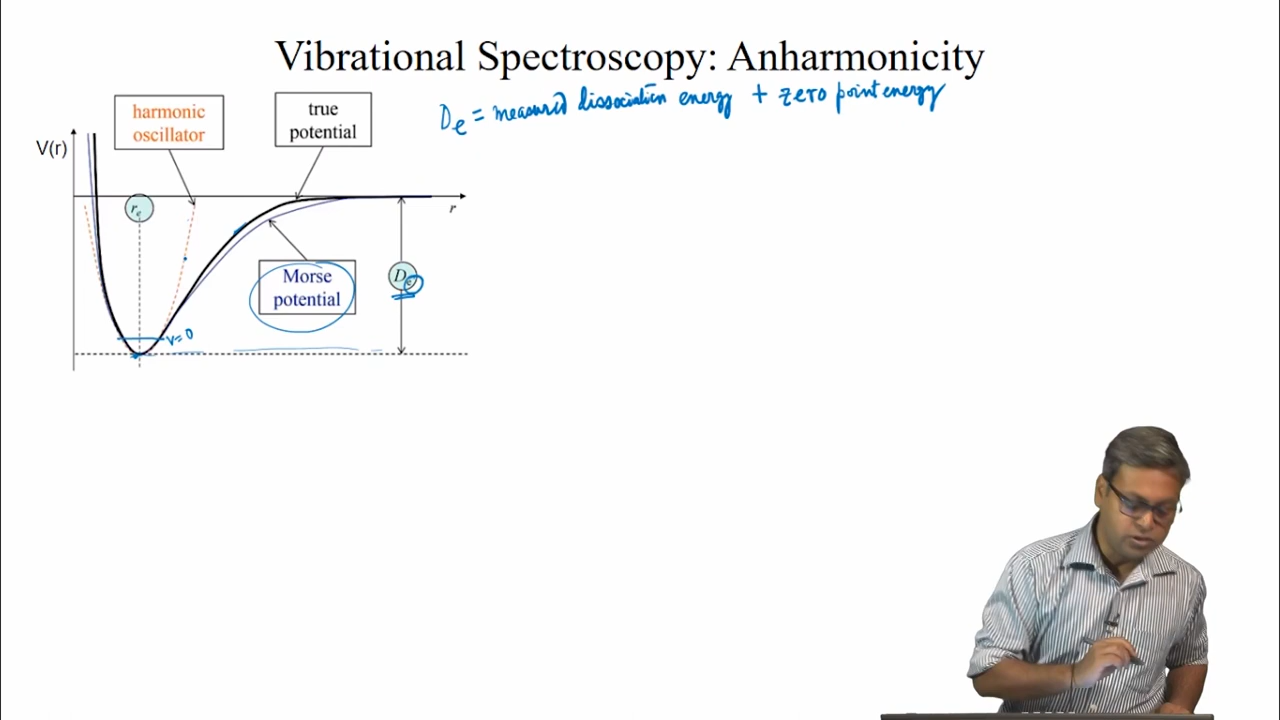 Vibrational Spectroscopy: Anharmonicity
De = measured dissociation energy + zero point energy
harmonic
oscillator
true
potential
V(r)
re
r
Morse
potential
De
v=0